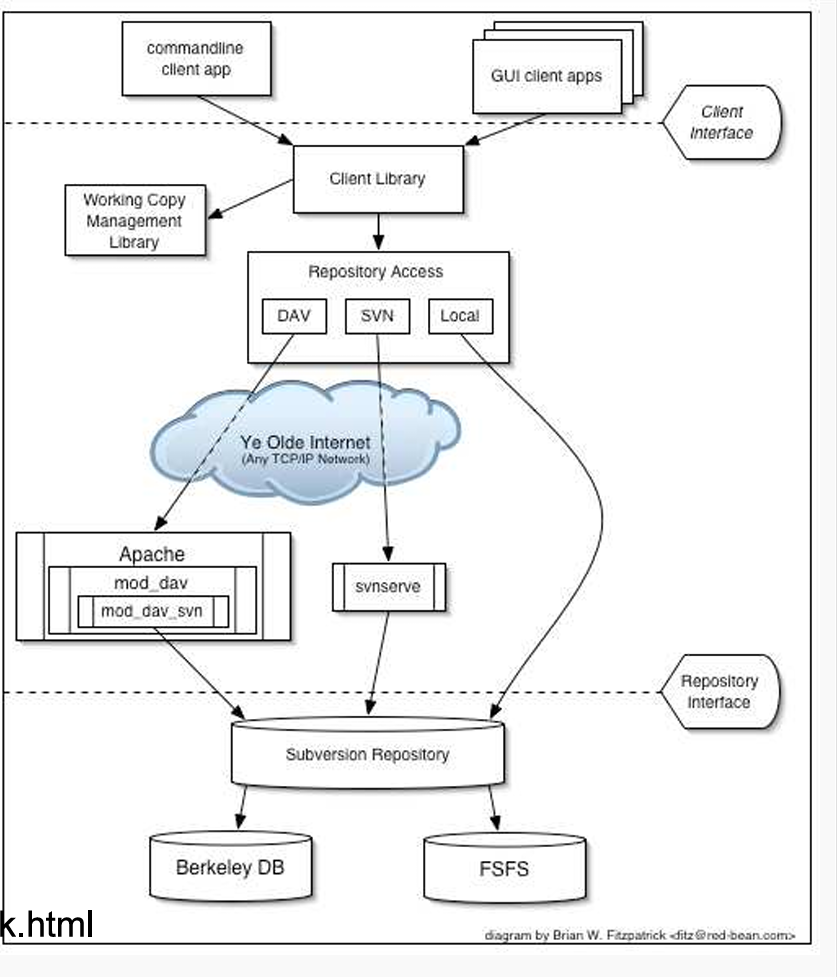 commandline
client app
GUI client apps
Client
Interface
Client Library
Working Copy
Management
Library
Repository Access
DAV
SVN
Local
Ye Olde Internet
(Any TCP/IP Network)
Apache
mod_dav
mod_dav_svn
svnserve
Repository
Interface
Subversion Repository
Berkeley DB
FSFS
k.html
diagram by Brian W. Fitzpatrick <fitz@red-bean.com>